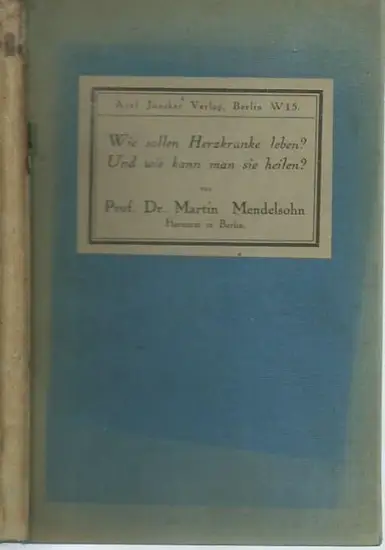 Axel Juncker Verlag, Berlin W15.
Wie sollen Herzkranke leben?
Und wie kann man sie heilen?
von
Prof. Dr. Martin Mendelsohn
Herzarzt in Berlin.